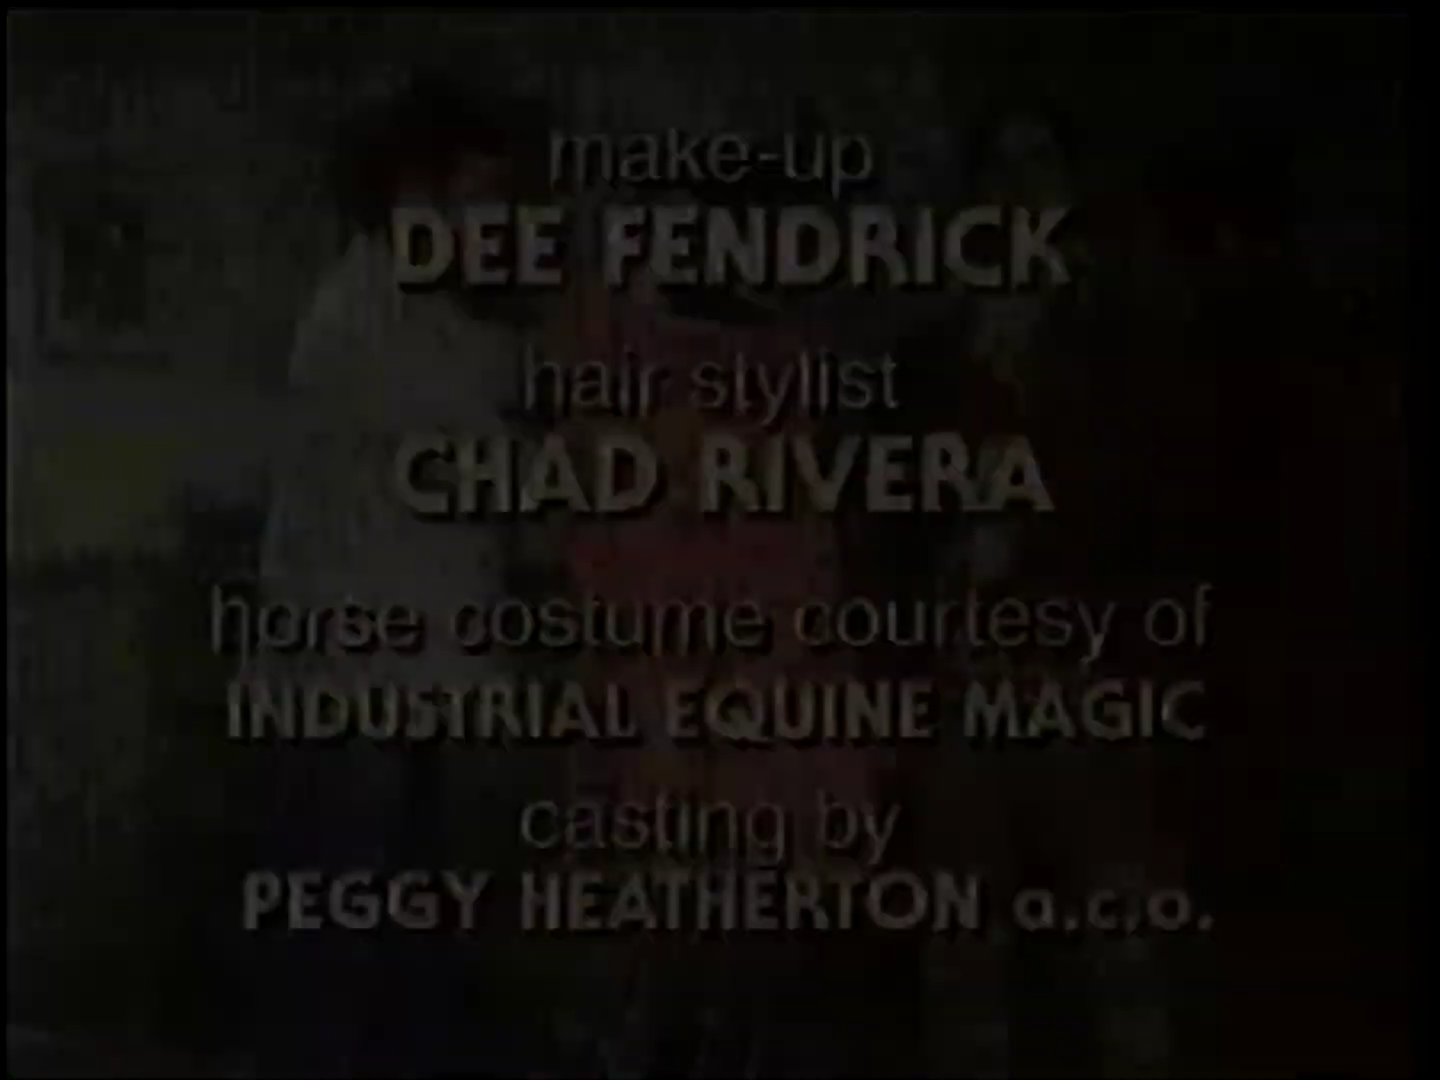 make-up
DEE FENDRICK
hair stylist
CHAD RIVERA
horse costume courtesy of
INDUSTRIAL EQUINE MAGIC
casting by
PEGGY HEATHERTON a.c.o.